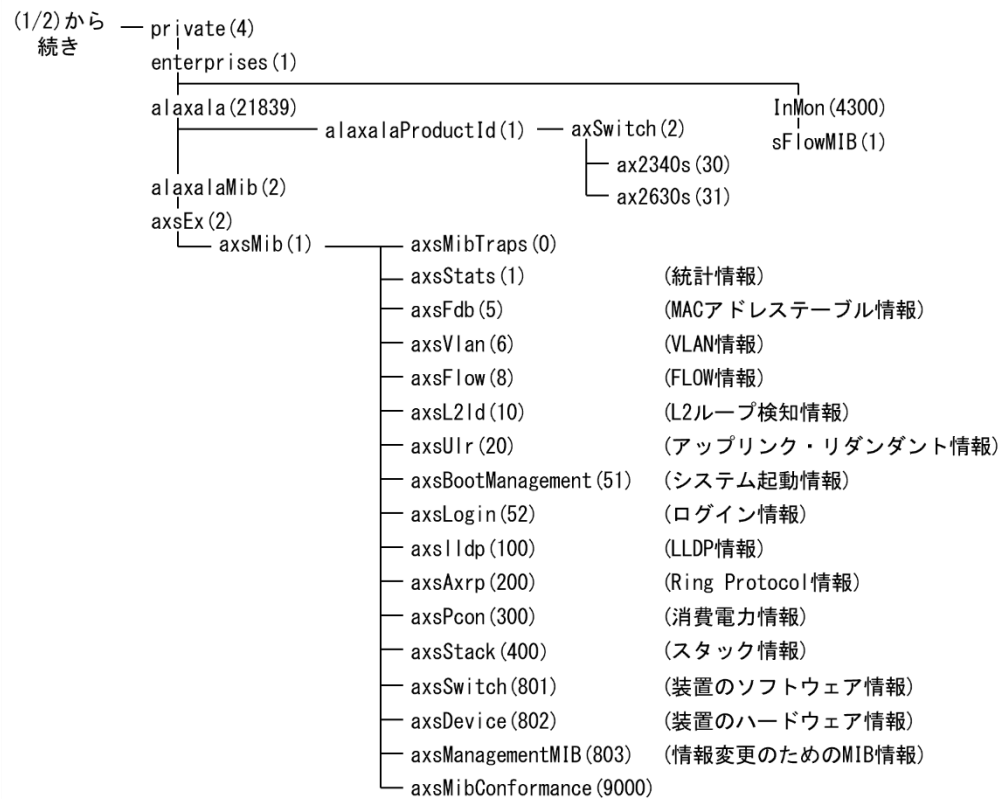 (1/2)から
続き
private(4)
enterprises(1)
alaxala(21839)
InMon(4300)
alaxalaProductId(1)
axSwitch(2)
sFlowMIB(1)
ax2340s(30)
alaxalaMib(2)
ax2630s(31)
axsEx(2)
axsMib(1)
axsMibTraps(0)
axsStats(1) (統計情報)
axsFdb(5) (MACアドレステーブル情報)
axsVlan(6) (VLAN情報)
axsFlow(8) (FLOW情報)
axsL2ld(10) (L2ループ検知情報)
axsUlr(20) (アップリンク・リダンダント情報)
axsBootManagement(51) (システム起動情報)
axsLogin(52) (ログイン情報)
axslldp(100) (LLDP情報)
axsAxrp(200) (Ring Protocol情報)
axsPcon(300) (消費電力情報)
axsStack(400) (スタック情報)
axsSwitch(801) (装置のソフトウェア情報)
axsDevice(802) (装置のハードウェア情報)
axsManagementMIB(803) (情報変更のためのMIB情報)
axsMibConformance(9000)